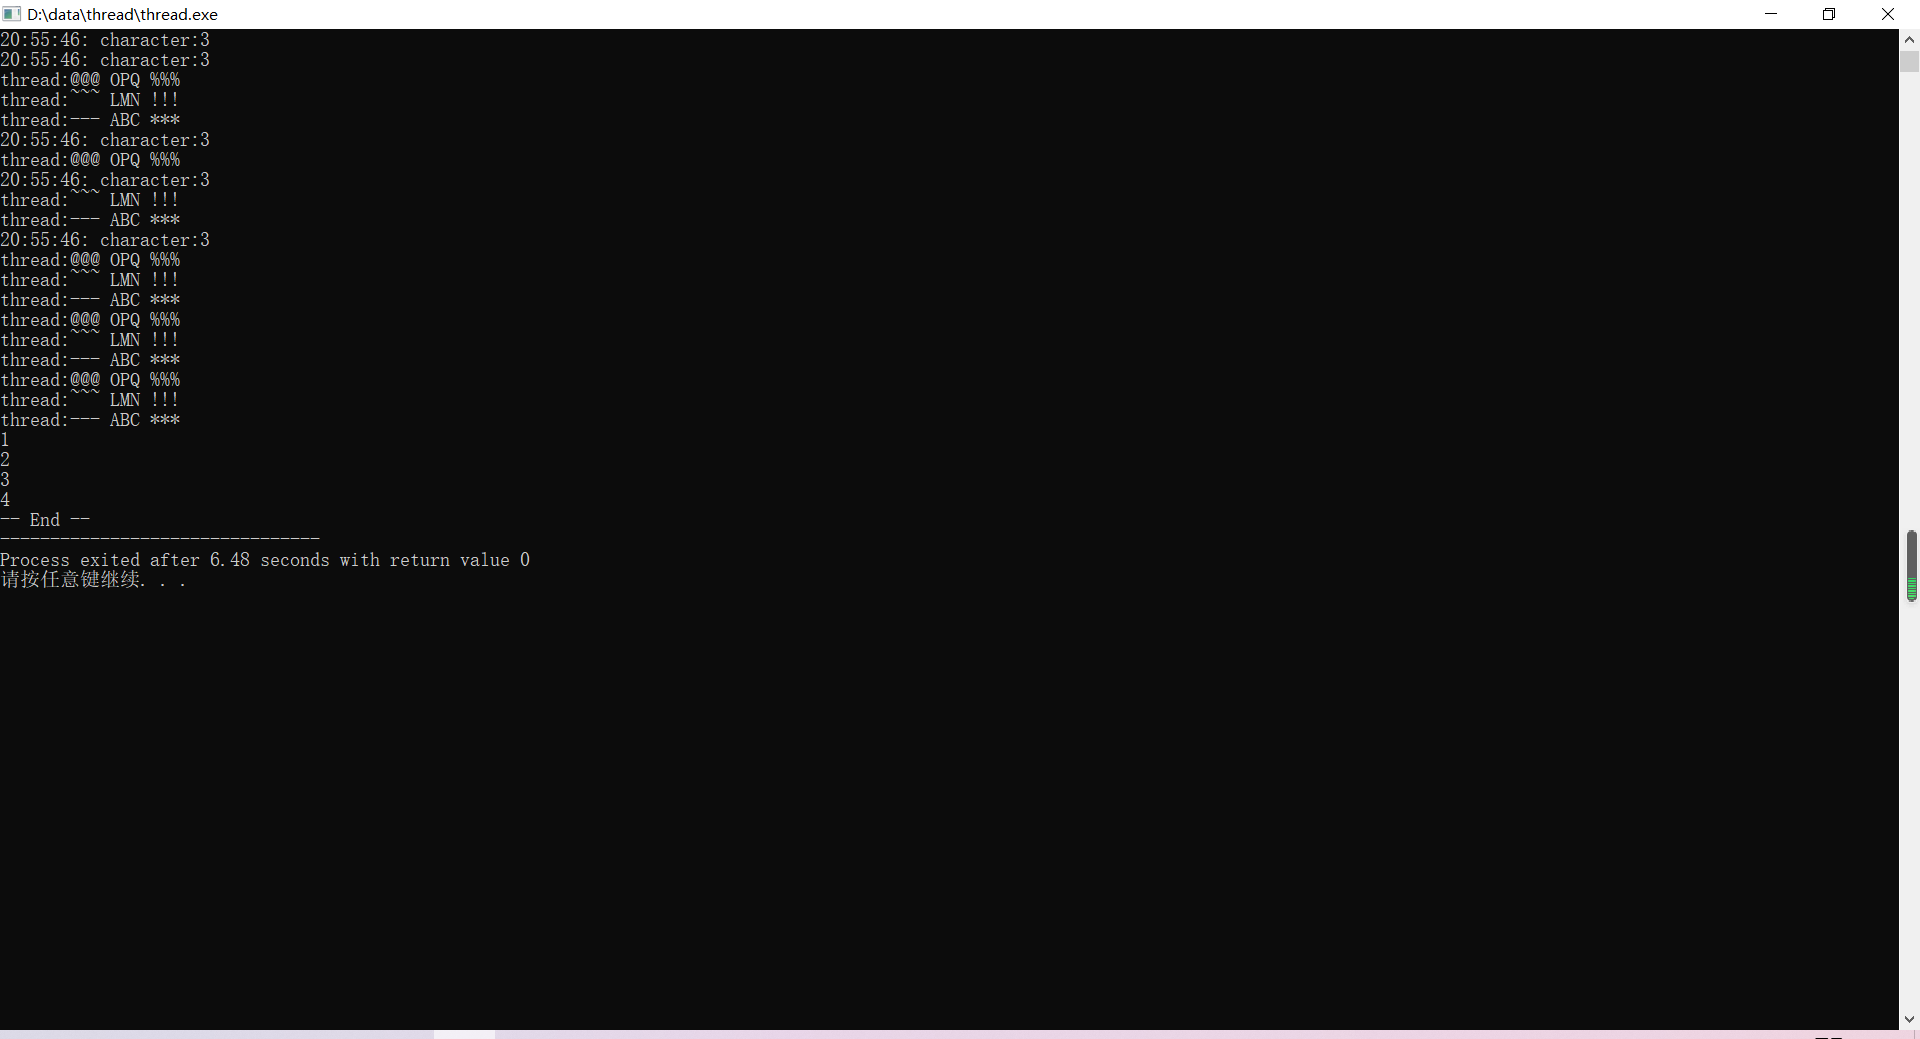 D:\data\thread\thread.exe
20:55:46: character:3
20:55:46: character:3
thread:@@@ OPQ %%%
thread:~~~ LMN !!!
thread:--- ABC ***
20:55:46: character:3
thread:@@@ OPQ %%%
20:55:46: character:3
thread:~~~ LMN !!!
thread:--- ABC ***
20:55:46: character:3
thread:@@@ OPQ %%%
thread:~~~ LMN !!!
thread:--- ABC ***
thread:@@@ OPQ %%%
thread:~~~ LMN !!!
thread:--- ABC ***
thread:@@@ OPQ %%%
thread:~~~ LMN !!!
thread:--- ABC ***
1
2
3
4
-- End --
--------------------------------
Process exited after 6.48 seconds with return value 0
请按任意键继续. . .